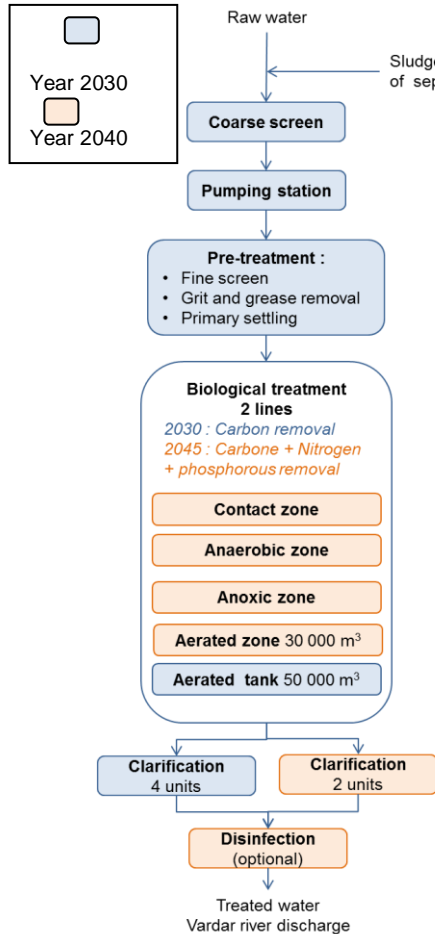 Raw water
Sludge
of sep
Year 2030
Year 2040
Coarse screen
Pumping station
Pre-treatment :
• Fine screen
• Grit and grease removal
• Primary settling
Biological treatment
2 lines
2030 : Carbon removal
2045 : Carbone + Nitrogen
+ phosphorous removal
Contact zone
Anaerobic zone
Anoxic zone
Aerated zone 30 000 m³
Aerated tank 50 000 m³
Clarification
4 units
Clarification
2 units
Disinfection
(optional)
Treated water
Vardar river discharge